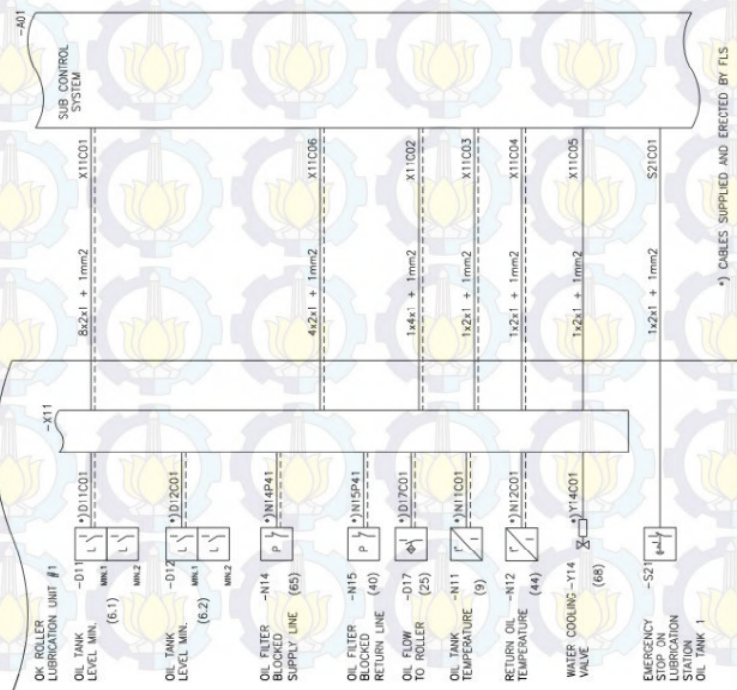 OK ROLLER
LUBRICATION UNIT #1
OIL TANK
LEVEL MIN.
-D11
MIN.1
MIN.2
(6.1)
*)D11C01
OIL TANK
LEVEL MIN.
-D12
MIN.1
MIN.2
(6.2)
*)D12C01
OIL FILTER
BLOCKED
SUPPLY LINE
-N14
(65)
P
*)N14P41
OIL FILTER
BLOCKED
RETURN LINE
-N15
(40)
P
*)N15P41
OIL FLOW
TO ROLLER
-D17
(25)
*)D17C01
OIL TANK
TEMPERATURE
-N11
(9)
*)N11C01
RETURN OIL
TEMPERATURE
-N12
(44)
*)N12C01
WATER COOLING
VALVE
-Y14
(68)
*)Y14C01
EMERGENCY
STOP ON
LUBRICATION
STATION
OIL TANK 1
-S21
-X11
8x2x1 + 1mm2
X11C01
4x2x1 + 1mm2
X11C06
1x4x1 + 1mm2
X11C02
1x2x1 + 1mm2
X11C03
1x2x1 + 1mm2
X11C04
1x2x1 + 1mm2
X11C05
1x2x1 + 1mm2
S21C01
SUB CONTROL
SYSTEM
-A01
*) CABLES SUPPLIED AND ERECTED BY FLS